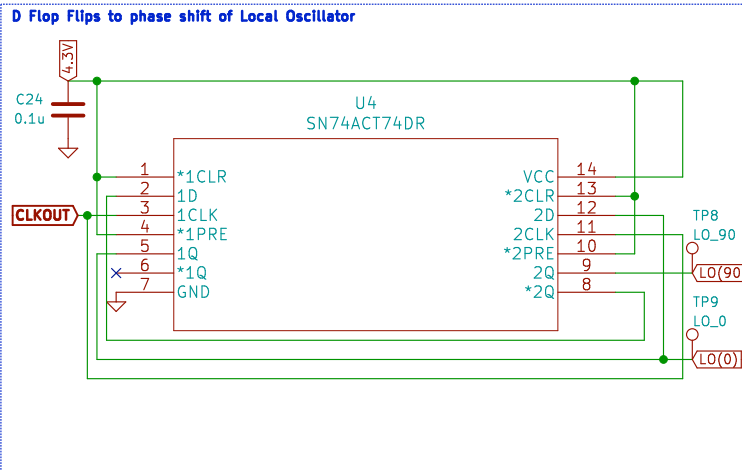 D Flop Flips to phase shift of Local Oscillator
4.3V
C24
0.1u
U4
SN74ACT74DR
1
*1CLR
VCC
14
2
1D
*2CLR
13
CLKOUT
3
1CLK
2D
12
4
*1PRE
2CLK
11
5
1Q
*2PRE
10
6
*1Q
2Q
9
7
GND
*2Q
8
TP8
LO_90
LO(90
TP9
LO_0
LO(0)